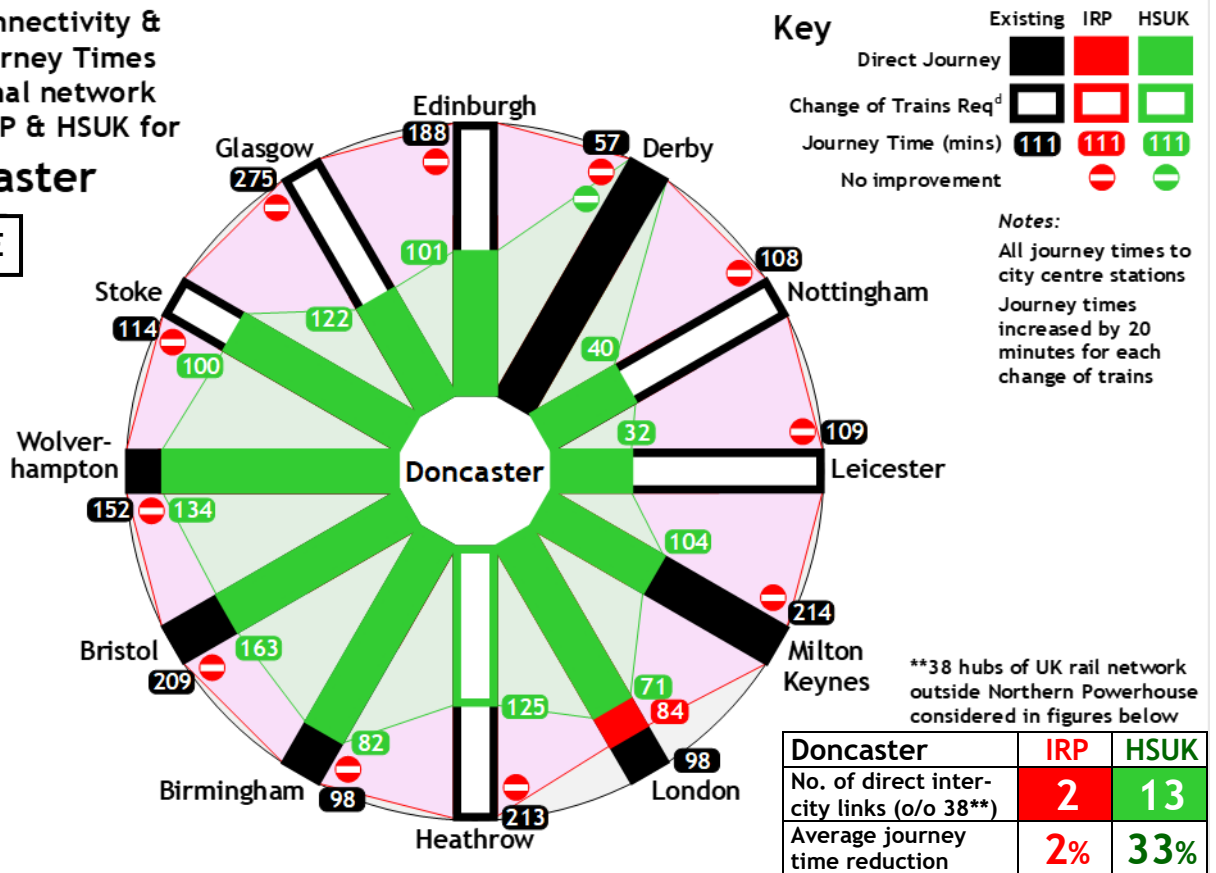 nnectivity &
rney Times
nal network
P & HSUK for
aster
Key
Existing IRP HSUK
Direct Journey
Change of Trains Reqd
Journey Time (mins) 111 111 111
No improvement
Notes:
All journey times to
city centre stations
Journey times
increased by 20
minutes for each
change of trains
Edinburgh
188
101
Derby
57
Glasgow
275
122
Nottingham
108
40
Stoke
114
100
Leicester
109
32
Wolver-
hampton
152
134
Doncaster
Milton
Keynes
214
104
Bristol
209
163
London
98
84
71
Birmingham
98
82
Heathrow
213
125
**38 hubs of UK rail network
outside Northern Powerhouse
considered in figures below
Doncaster IRP HSUK
No. of direct inter-
city links (o/o 38**) 2 13
Average journey
time reduction 2% 33%